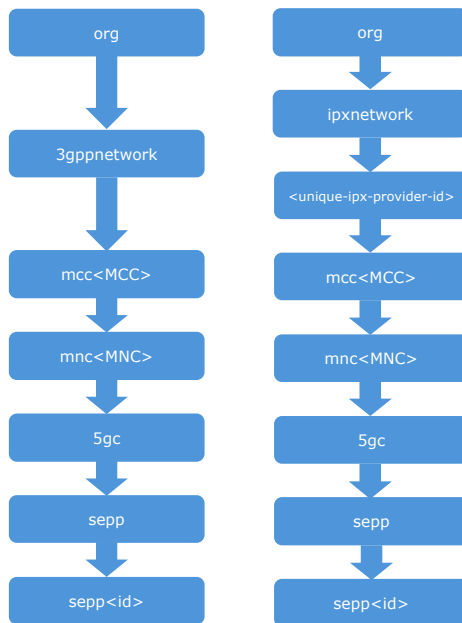 org
3gppnetwork
mcc<MCC>
mnc<MNC>
5gc
sepp
sepp<id>
org
ipxnetwork
<unique-ipx-provider-id>
mcc<MCC>
mnc<MNC>
5gc
sepp
sepp<id>